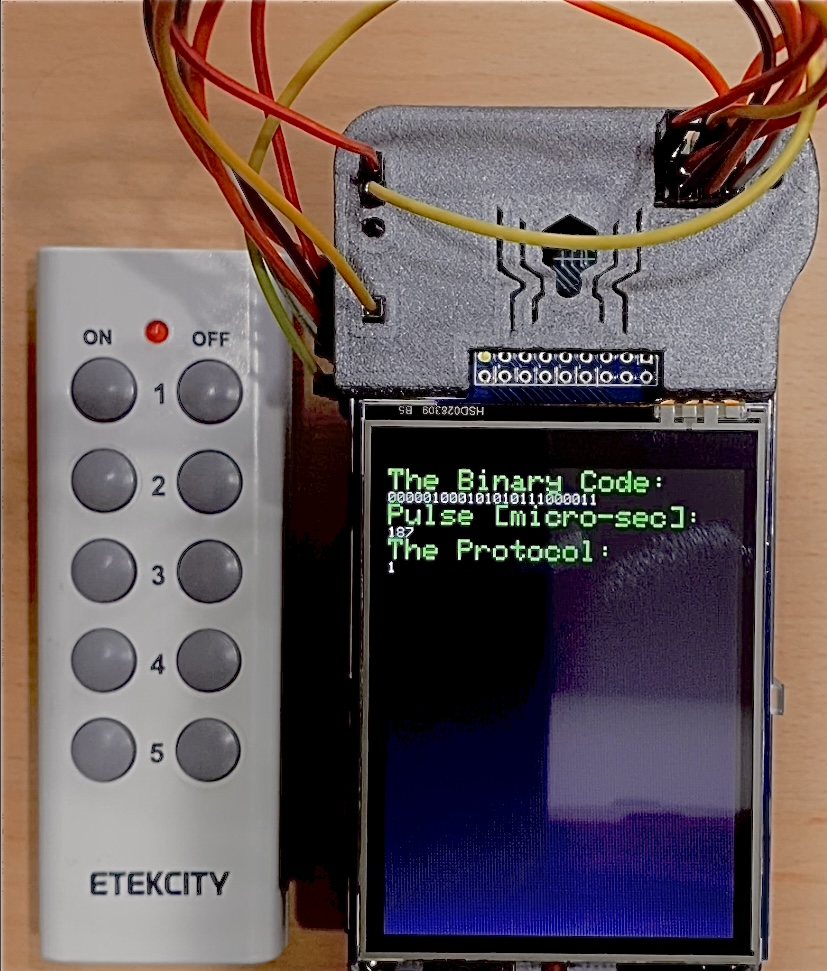 ON OFF
1
2
3
4
5
ETEKCITY
HSD028309 B5
The Binary Code:
000001000101010111000011
Pulse [micro-sec]:
187
The Protocol:
1